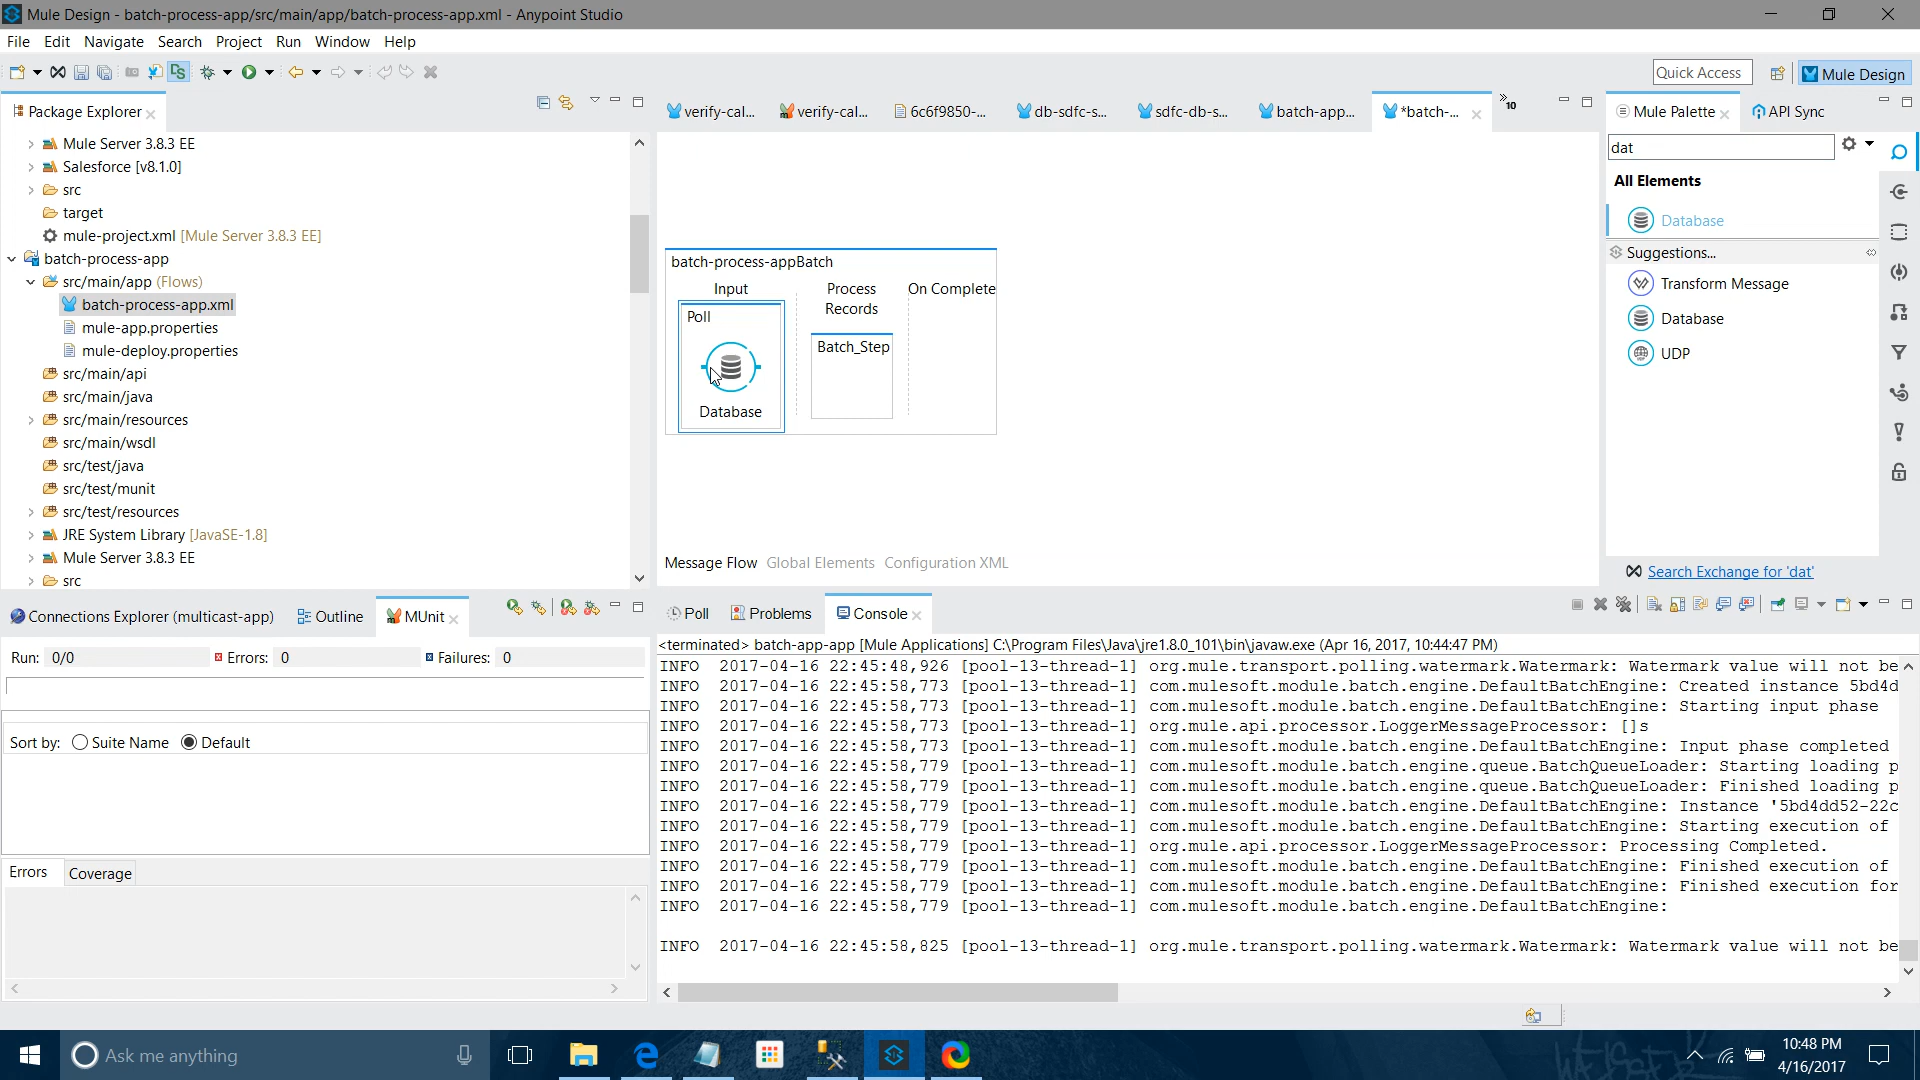 Mule Design - batch-process-app/src/main/app/batch-process-app.xml - Anypoint Studio
File Edit Navigate Search Project Run Window Help
Quick Access
Mule Design
Package Explorer
Mule Server 3.8.3 EE
Salesforce [v8.1.0]
src
target
mule-project.xml [Mule Server 3.8.3 EE]
batch-process-app
src/main/app (Flows)
batch-process-app.xml
mule-app.properties
mule-deploy.properties
src/main/api
src/main/java
src/main/resources
src/main/wsdl
src/test/java
src/test/munit
src/test/resources
JRE System Library [JavaSE-1.8]
Mule Server 3.8.3 EE
src
verify-cal... verify-cal... 6c6f9850-... db-sdfc-s... sdfc-db-s... batch-app... *batch-... »10
batch-process-appBatch
Input
Process Records
On Complete
Poll
Database
Batch_Step
Message Flow Global Elements Configuration XML
Mule Palette API Sync
dat
All Elements
Database
Suggestions...
Transform Message
Database
UDP
Search Exchange for 'dat'
Connections Explorer (multicast-app) Outline MUnit
Run: 0/0 Errors: 0 Failures: 0
Sort by: Suite Name Default
Errors Coverage
Poll Problems Console
<terminated> batch-app-app [Mule Applications] C:\Program Files\Java\jre1.8.0_101\bin\javaw.exe (Apr 16, 2017, 10:44:47 PM)
INFO 2017-04-16 22:45:48,926 [pool-13-thread-1] org.mule.transport.polling.watermark.Watermark: Watermark value will not be
INFO 2017-04-16 22:45:58,773 [pool-13-thread-1] com.mulesoft.module.batch.engine.DefaultBatchEngine: Created instance 5bd4d
INFO 2017-04-16 22:45:58,773 [pool-13-thread-1] com.mulesoft.module.batch.engine.DefaultBatchEngine: Starting input phase
INFO 2017-04-16 22:45:58,773 [pool-13-thread-1] org.mule.api.processor.LoggerMessageProcessor: []s
INFO 2017-04-16 22:45:58,773 [pool-13-thread-1] com.mulesoft.module.batch.engine.DefaultBatchEngine: Input phase completed
INFO 2017-04-16 22:45:58,779 [pool-13-thread-1] com.mulesoft.module.batch.engine.queue.BatchQueueLoader: Starting loading p
INFO 2017-04-16 22:45:58,779 [pool-13-thread-1] com.mulesoft.module.batch.engine.queue.BatchQueueLoader: Finished loading p
INFO 2017-04-16 22:45:58,779 [pool-13-thread-1] com.mulesoft.module.batch.engine.DefaultBatchEngine: Instance '5bd4dd52-22c
INFO 2017-04-16 22:45:58,779 [pool-13-thread-1] com.mulesoft.module.batch.engine.DefaultBatchEngine: Starting execution of
INFO 2017-04-16 22:45:58,779 [pool-13-thread-1] org.mule.api.processor.LoggerMessageProcessor: Processing Completed.
INFO 2017-04-16 22:45:58,779 [pool-13-thread-1] com.mulesoft.module.batch.engine.DefaultBatchEngine: Finished execution of
INFO 2017-04-16 22:45:58,779 [pool-13-thread-1] com.mulesoft.module.batch.engine.DefaultBatchEngine: Finished execution for
INFO 2017-04-16 22:45:58,779 [pool-13-thread-1] com.mulesoft.module.batch.engine.DefaultBatchEngine:
INFO 2017-04-16 22:45:58,825 [pool-13-thread-1] org.mule.transport.polling.watermark.Watermark: Watermark value will not be
Ask me anything
10:48 PM
4/16/2017